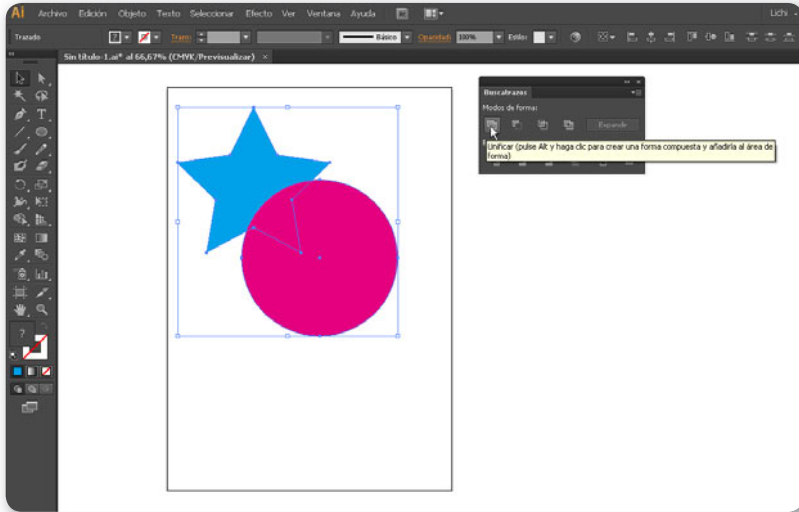 Ai Archivo Edición Objeto Texto Seleccionar Efecto Ver Ventana Ayuda Lichi
Trazado ? Trazo: Básico Opacidad: 100% Estilo:
Sin título-1.ai* al 66,67% (CMYK/Previsualizar) ×
Buscatrazos
Modos de forma:
Expandir
Unificar (pulse Alt y haga clic para crear una forma compuesta y añadirla al área de
forma)
T
?